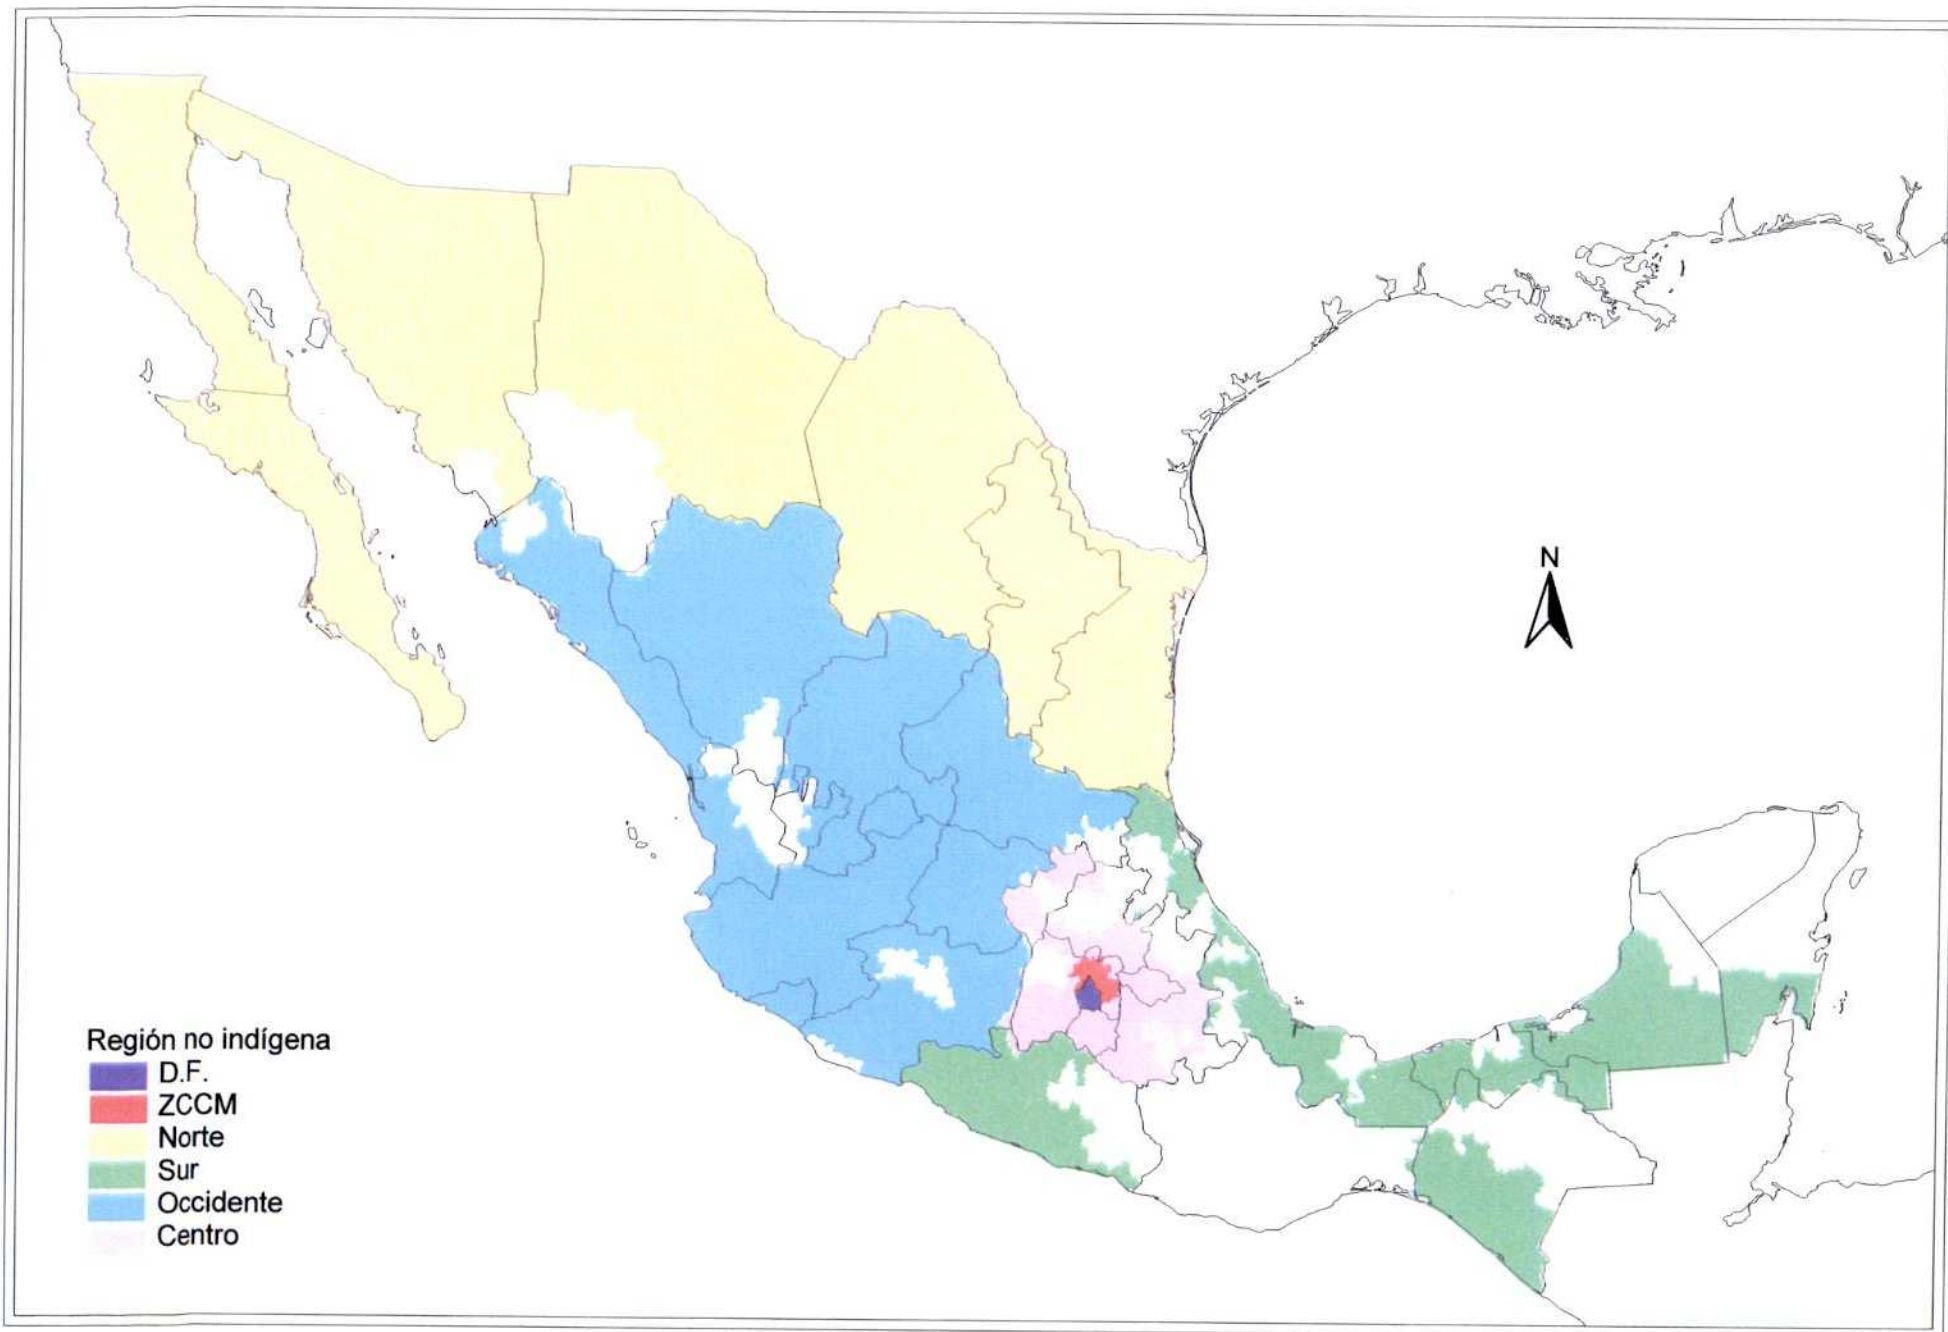 N
Región no indígena
D.F.
ZCCM
Norte
Sur
Occidente
Centro